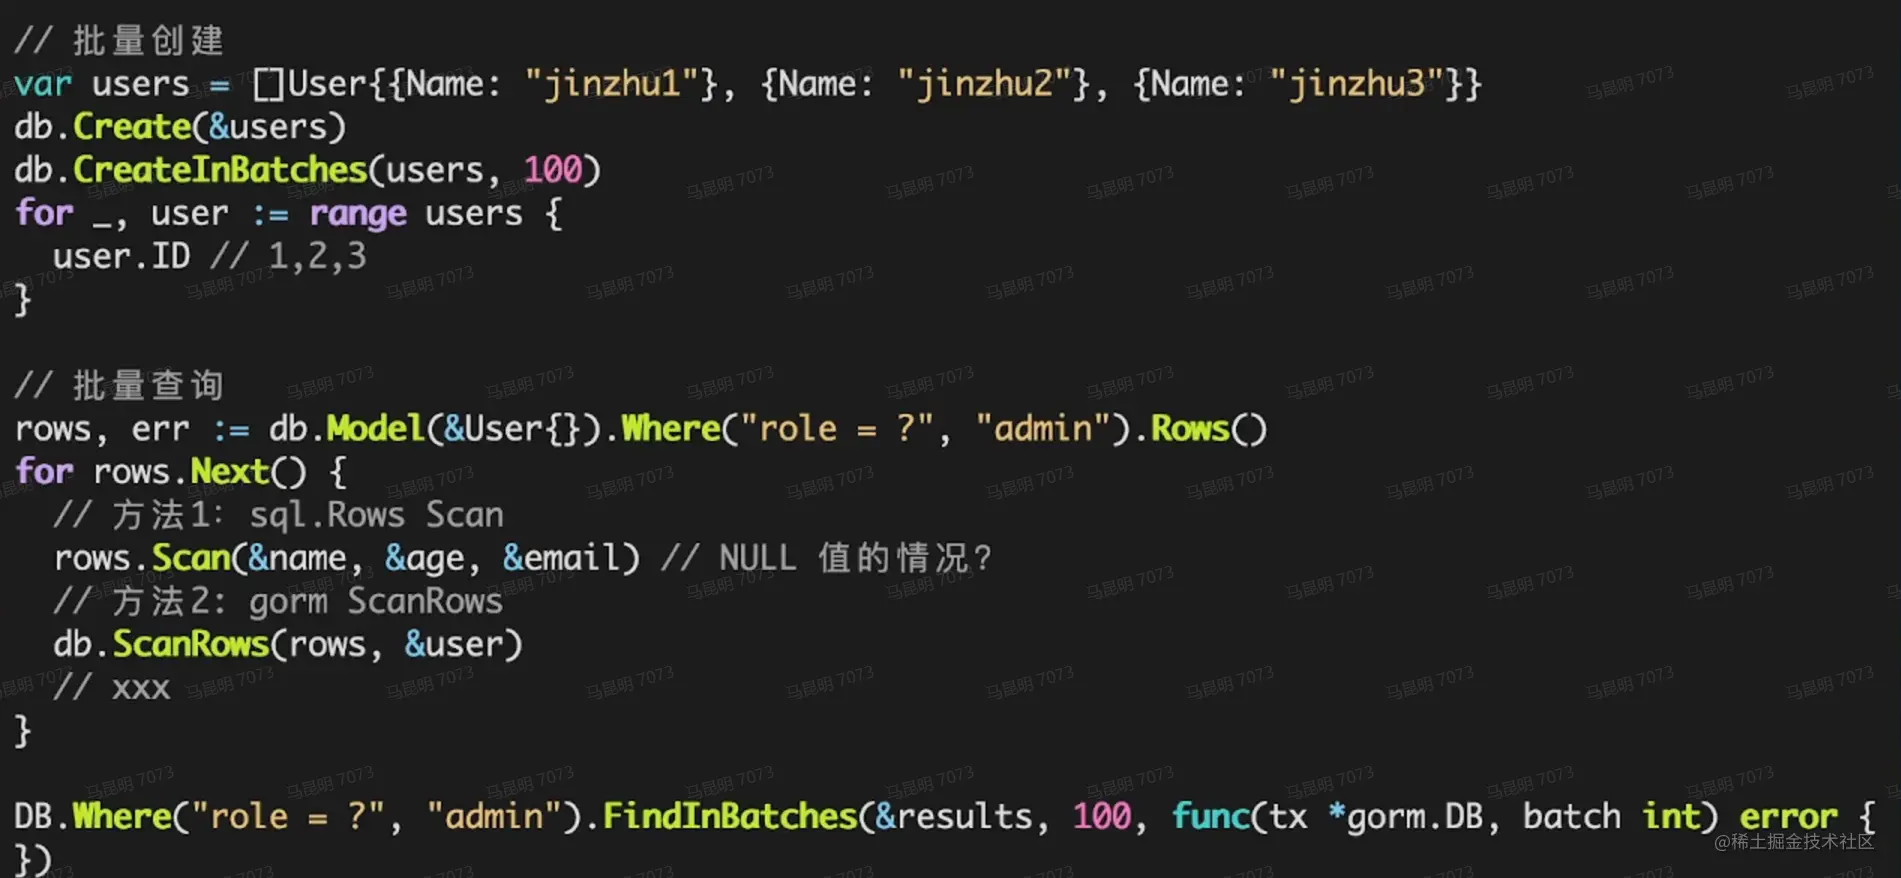 // 批量创建
var users = []User{{Name: "jinzhu1"}, {Name: "jinzhu2"}, {Name: "jinzhu3"}}
db.Create(&users)
db.CreateInBatches(users, 100)
for _, user := range users {
  user.ID // 1,2,3
}

// 批量查询
rows, err := db.Model(&User{}).Where("role = ?", "admin").Rows()
for rows.Next() {
  // 方法1: sql.Rows Scan
  rows.Scan(&name, &age, &email) // NULL 值的情况?
  // 方法2: gorm ScanRows
  db.ScanRows(rows, &user)
  // xxx
}

DB.Where("role = ?", "admin").FindInBatches(&results, 100, func(tx *gorm.DB, batch int) error {
})
@稀土掘金技术社区
马昆明 7073